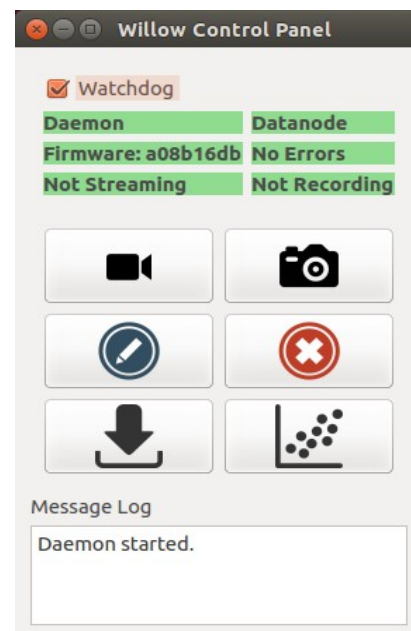 Willow Control Panel
Watchdog
Daemon Datanode
Firmware: a08b16db No Errors
Not Streaming Not Recording
Message Log
Daemon started.